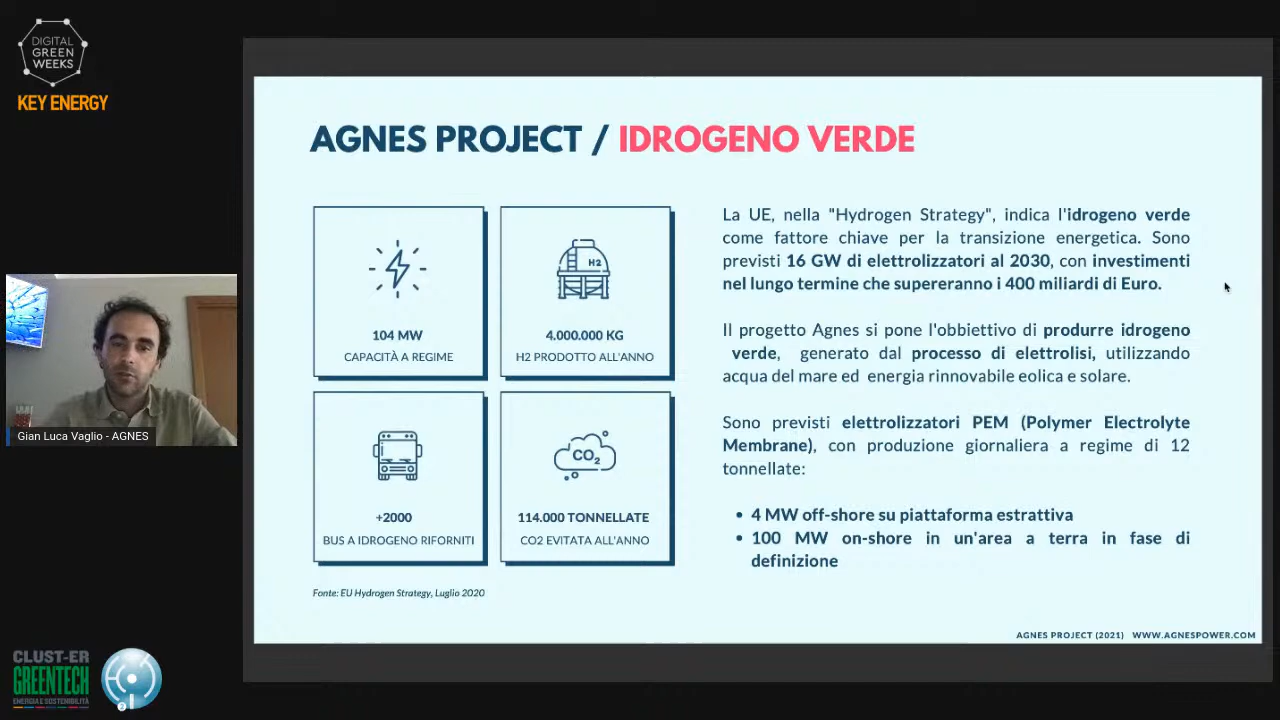 DIGITAL
GREEN
WEEKS
KEY ENERGY
AGNES PROJECT / IDROGENO VERDE
104 MW
CAPACITÀ A REGIME
H2
4.000.000 KG
H2 PRODOTTO ALL'ANNO
+2000
BUS A IDROGENO RIFORNITI
CO2
114.000 TONNELLATE
CO2 EVITATA ALL'ANNO
Fonte: EU Hydrogen Strategy, Luglio 2020
La UE, nella "Hydrogen Strategy", indica l'idrogeno verde
come fattore chiave per la transizione energetica. Sono
previsti 16 GW di elettrolizzatori al 2030, con investimenti
nel lungo termine che supereranno i 400 miliardi di Euro.
Il progetto Agnes si pone l'obbiettivo di produrre idrogeno
verde, generato dal processo di elettrolisi, utilizzando
acqua del mare ed energia rinnovabile eolica e solare.
Sono previsti elettrolizzatori PEM (Polymer Electrolyte
Membrane), con produzione giornaliera a regime di 12
tonnellate:
• 4 MW off-shore su piattaforma estrattiva
• 100 MW on-shore in un'area a terra in fase di
definizione
AGNES PROJECT (2021) WWW.AGNESPOWER.COM
Gian Luca Vaglio - AGNES
CLUST-ER
GREENTECH
ENERGIA E SOSTENIBILITÀ
2